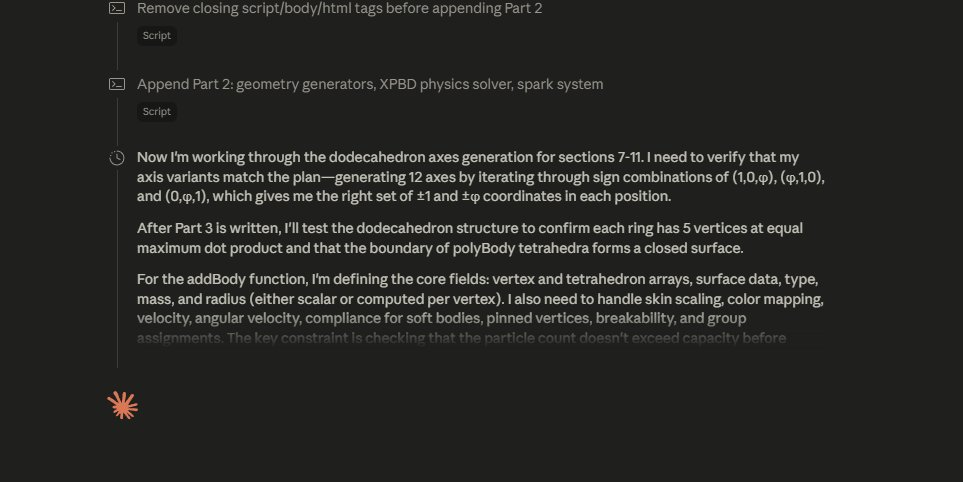 Remove closing script/body/html tags before appending Part 2
Script
Append Part 2: geometry generators, XPBD physics solver, spark system
Script
Now I'm working through the dodecahedron axes generation for sections 7-11. I need to verify that my
axis variants match the plan—generating 12 axes by iterating through sign combinations of (1,0,φ), (φ,1,0),
and (0,φ,1), which gives me the right set of ±1 and ±φ coordinates in each position.
After Part 3 is written, I'll test the dodecahedron structure to confirm each ring has 5 vertices at equal
maximum dot product and that the boundary of polyBody tetrahedra forms a closed surface.
For the addBody function, I'm defining the core fields: vertex and tetrahedron arrays, surface data, type,
mass, and radius (either scalar or computed per vertex). I also need to handle skin scaling, color mapping,
velocity, angular velocity, compliance for soft bodies, pinned vertices, breakability, and group
assignments. The key constraint is checking that the particle count doesn't exceed capacity before